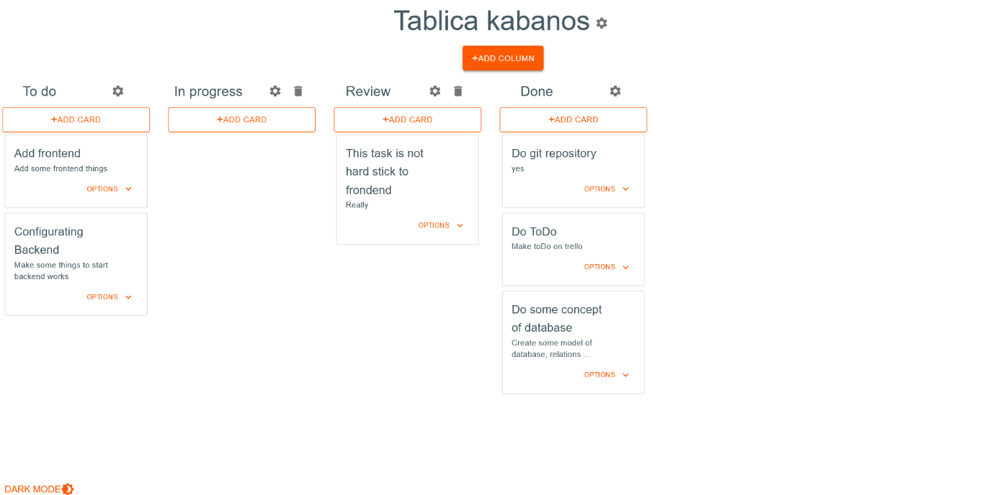 Tablica kabanos
+ADD COLUMN
To do
In progress
Review
Done
+ADD CARD
+ADD CARD
+ADD CARD
+ADD CARD
Add frontend
Add some frontend things
OPTIONS
Configurating
Backend
Make some things to start
backend works
OPTIONS
This task is not
hard stick to
frondend
Really
OPTIONS
Do git repository
yes
OPTIONS
Do ToDo
Make toDo on trello
OPTIONS
Do some concept
of database
Create some model of
database, relations ...
OPTIONS
DARK MODE